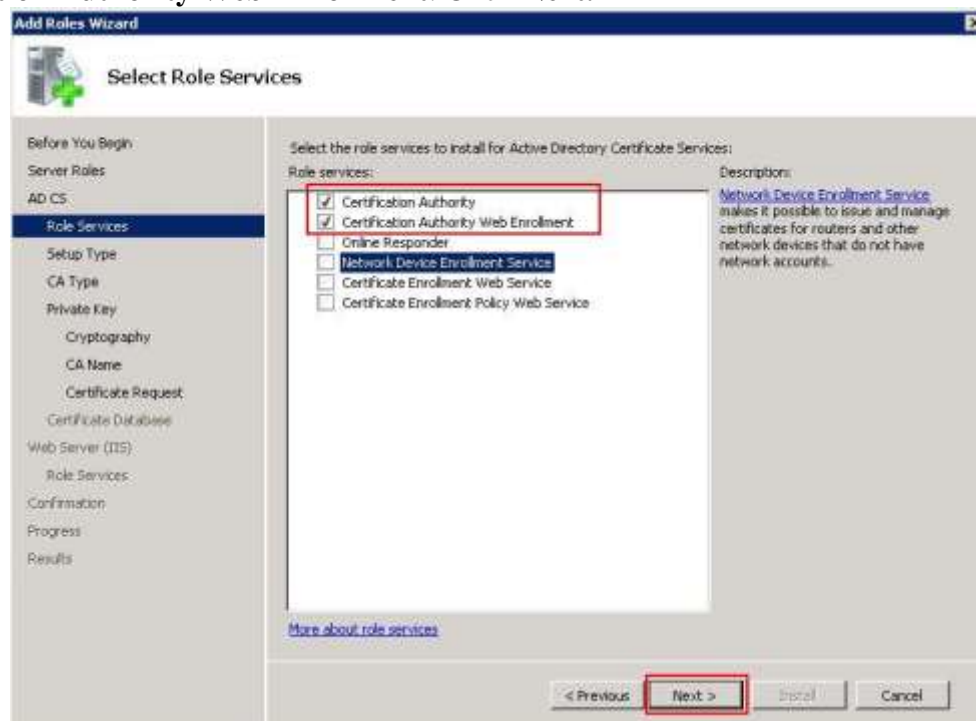 Add Roles Wizard
Select Role Services
Before You Begin
Server Roles
AD CS
Role Services
Setup Type
CA Type
Private Key
Cryptography
CA Name
Certificate Request
Certificate Database
Web Server (IIS)
Role Services
Confirmation
Progress
Results
Select the role services to install for Active Directory Certificate Services:
Role services:
Certification Authority
Certification Authority Web Enrollment
Online Responder
Network Device Enrollment Service
Certificate Enrollment Web Service
Certificate Enrollment Policy Web Service
More about role services
Description:
Network Device Enrollment Service
makes it possible to issue and manage
certificates for routers and other
network devices that do not have
network accounts.
< Previous
Next >
Install
Cancel